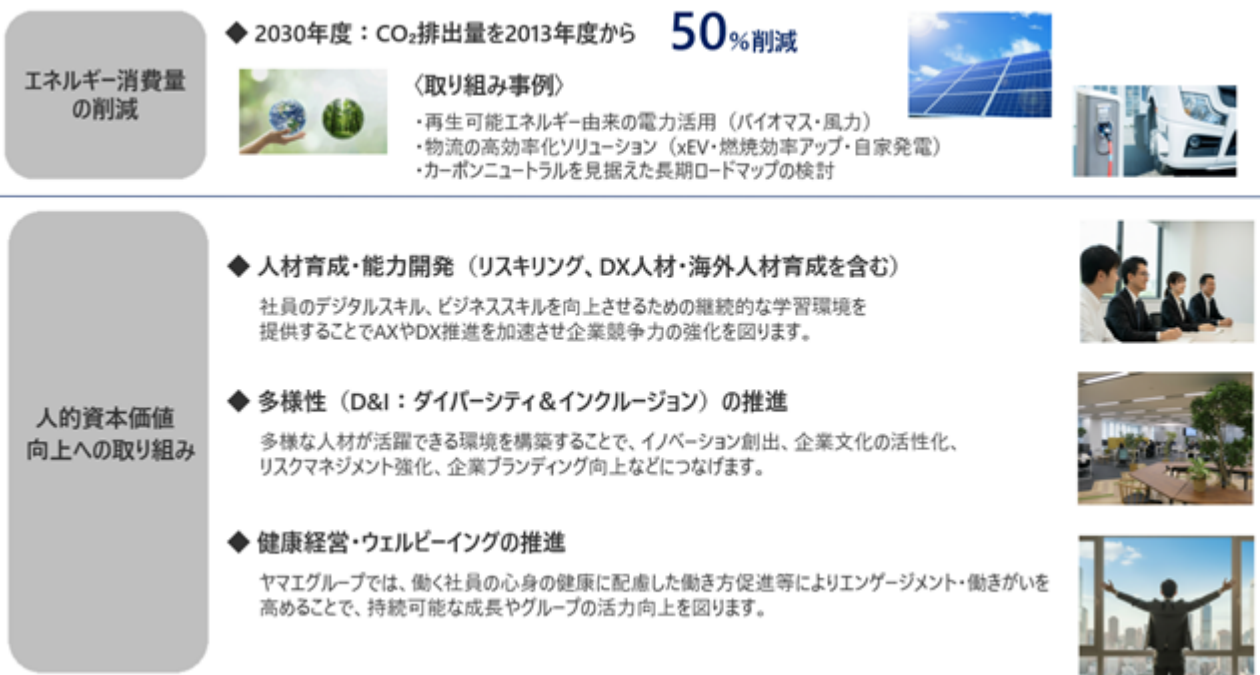 エネルギー消費量
の削減
◆ 2030年度：CO₂排出量を2013年度から 50%削減
〈取り組み事例〉
・再生可能エネルギー由来の電力活用（バイオマス・風力）
・物流の高効率化ソリューション（xEV・燃焼効率アップ・自家発電）
・カーボンニュートラルを見据えた長期ロードマップの検討
人的資本価値
向上への取り組み
◆ 人材育成・能力開発（リスキリング、DX人材・海外人材育成を含む）
社員のデジタルスキル、ビジネススキルを向上させるための継続的な学習環境を
提供することでAXやDX推進を加速させ企業競争力の強化を図ります。
◆ 多様性（D&I：ダイバーシティ＆インクルージョン）の推進
多様な人材が活躍できる環境を構築することで、イノベーション創出、企業文化の活性化、
リスクマネジメント強化、企業ブランディング向上などにつなげます。
◆ 健康経営・ウェルビーイングの推進
ヤマエグループでは、働く社員の心身の健康に配慮した働き方促進等によりエンゲージメント・働きがいを
高めることで、持続可能な成長やグループの活力向上を図ります。